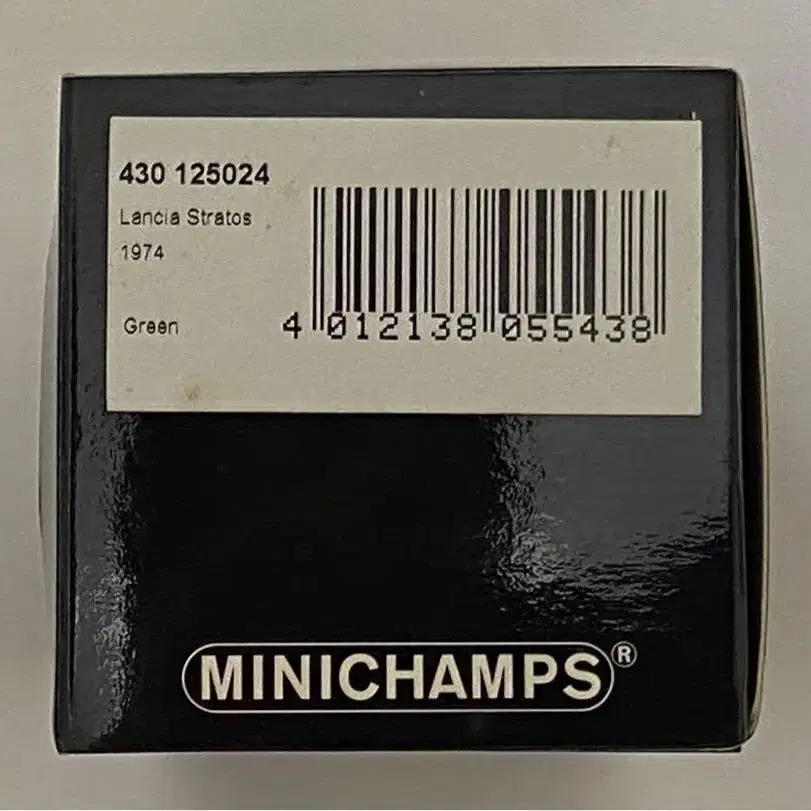 430 125024
Lancia Stratos
1974
Green
4 012138 055438
MINICHAMPS®